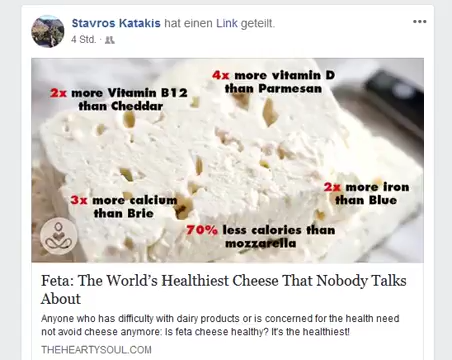 Stavros Katakis hat einen Link geteilt.
4 Std. ·
4x more vitamin D
than Parmesan
2x more Vitamin B12
than Cheddar
2x more iron
than Blue
3x more calcium
than Brie
70% less calories than
mozzarella
Feta: The World’s Healthiest Cheese That Nobody Talks
About
Anyone who has difficulty with dairy products or is concerned for the health need
not avoid cheese anymore: Is feta cheese healthy? It's the healthiest!
THEHEARTYSOUL.COM